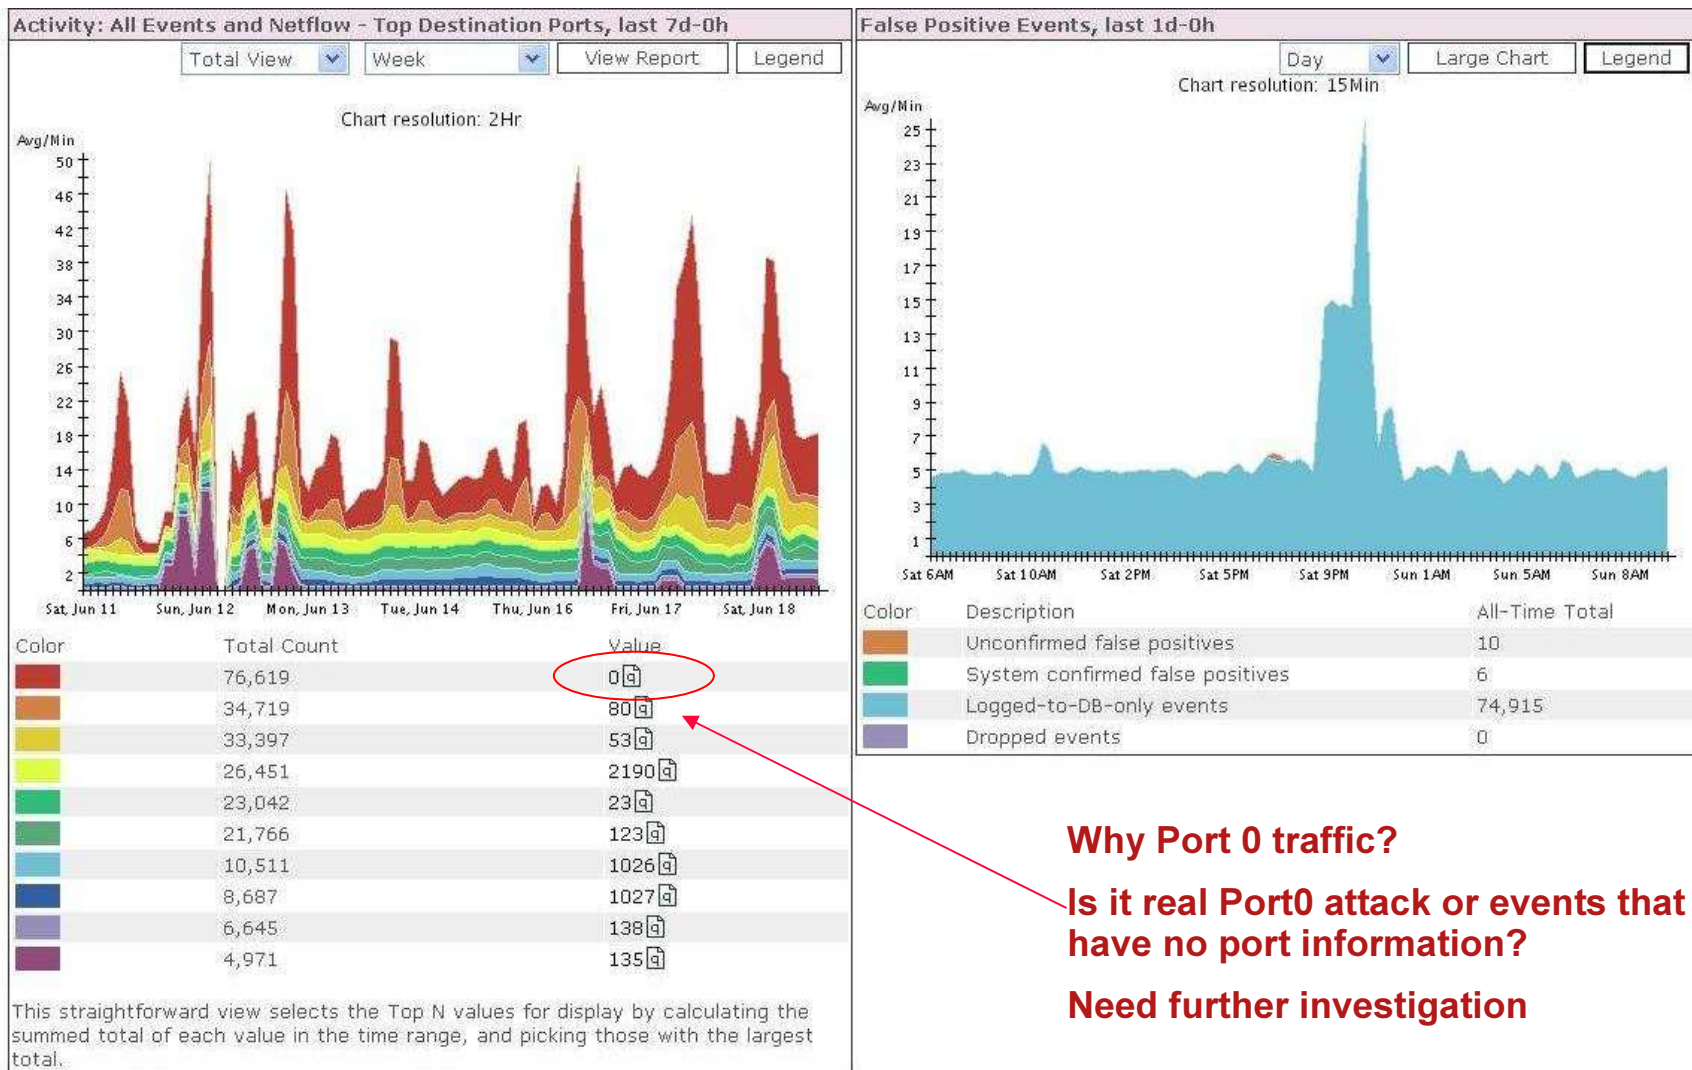 Activity: All Events and Netflow - Top Destination Ports, last 7d-0h
Total View Week View Report Legend
Chart resolution: 2Hr
Avg/Min
50
46
42
38
34
30
26
22
18
14
10
6
2
Sat, Jun 11 Sun, Jun 12 Mon, Jun 13 Tue, Jun 14 Thu, Jun 16 Fri, Jun 17 Sat, Jun 18
Color Total Count Value
76,619 0
34,719 80
33,397 53
26,451 2190
23,042 23
21,766 123
10,511 1026
8,687 1027
6,645 138
4,971 135
This straightforward view selects the Top N values for display by calculating the
summed total of each value in the time range, and picking those with the largest
total.
False Positive Events, last 1d-0h
Day Large Chart Legend
Chart resolution: 15Min
Avg/Min
25
23
21
19
17
15
13
11
9
7
5
3
1
Sat 6AM Sat 10AM Sat 2PM Sat 5PM Sat 9PM Sun 1AM Sun 5AM Sun 8AM
Color Description All-Time Total
Unconfirmed false positives 10
System confirmed false positives 6
Logged-to-DB-only events 74,915
Dropped events 0
Why Port 0 traffic?
Is it real Port0 attack or events that
have no port information?
Need further investigation